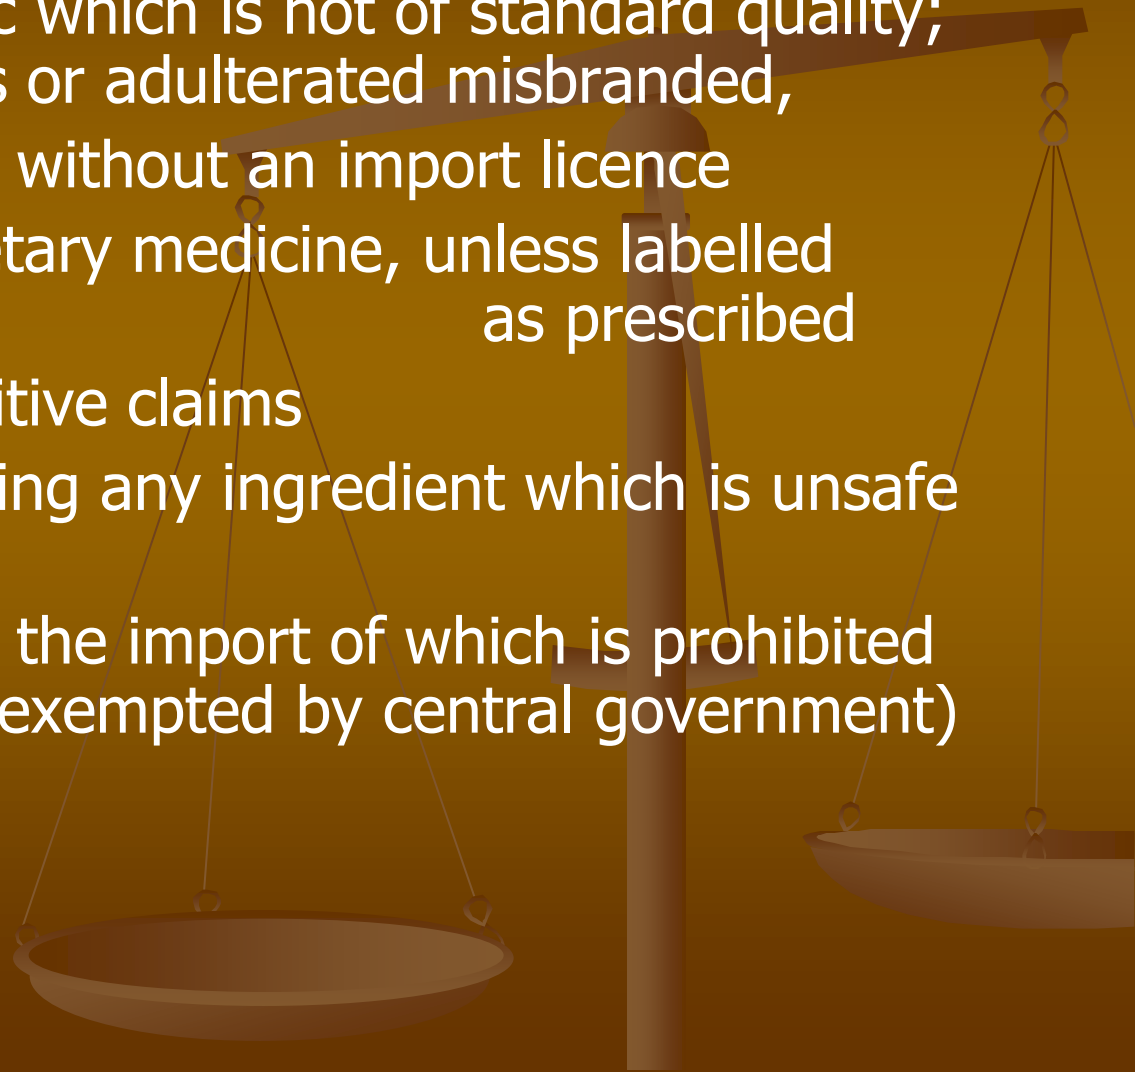 c which is not of standard quality;
s or adulterated misbranded,
without an import licence
etary medicine, unless labelled
as prescribed
itive claims
ing any ingredient which is unsafe
the import of which is prohibited
exempted by central government)